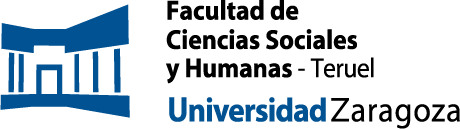 Facultad de
Ciencias Sociales
y Humanas - Teruel
Universidad Zaragoza